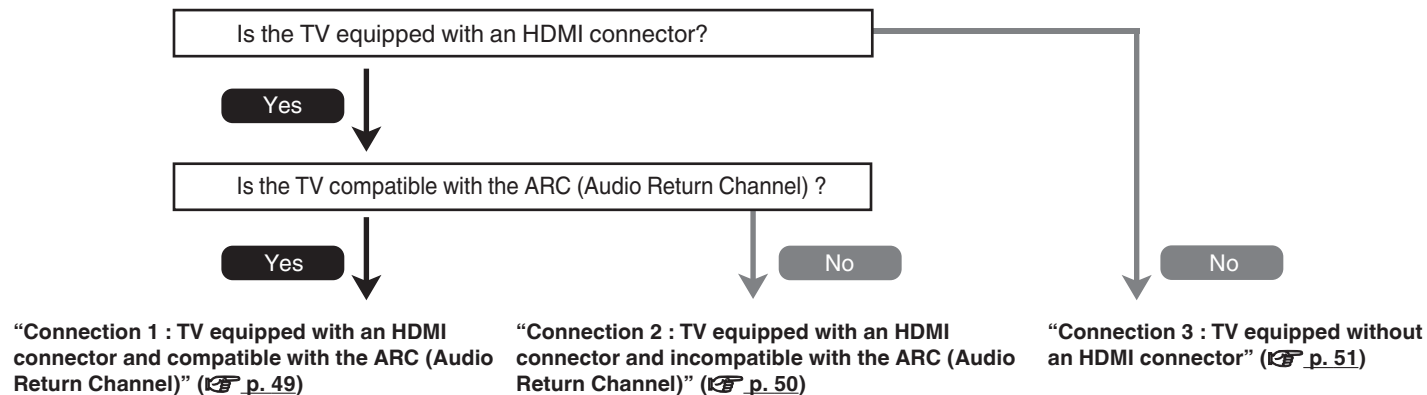 Is the TV equipped with an HDMI connector?
Yes
Is the TV compatible with the ARC (Audio Return Channel) ?
Yes
No
No
“Connection 1 : TV equipped with an HDMI
connector and compatible with the ARC (Audio
Return Channel)” (☞ p. 49)
“Connection 2 : TV equipped with an HDMI
connector and incompatible with the ARC (Audio
Return Channel)” (☞ p. 50)
“Connection 3 : TV equipped without
an HDMI connector” (☞ p. 51)